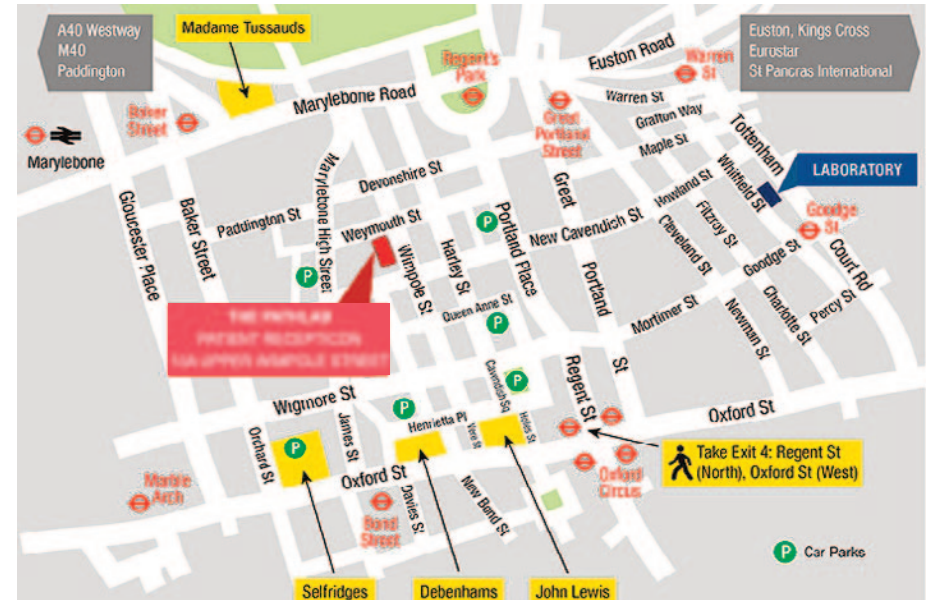 A40 Westway
M40
Paddington
Madame Tussauds
Euston, Kings Cross
Eurostar
St Pancras International
Euston Road
Regent's
Park
Warren
St
Marylebone Road
Warren St
Baker
Street
Great
Portland
Street
Grafton Way
Marylebone
Maple St
Tottenham
Court Rd
LABORATORY
Devonshire St
Whitfield St
Howland St
Gloucester Place
Baker Street
Paddington St
Marylebone High Street
Weymouth St
Wimpole St
Harley St
P
Portland Place
New Cavendish St
Great
Portland
St
Cleveland St
Fitzroy St
Goodge
St
Goodge St
P
PATIENT RECEPTION
Queen Anne St
P
Mortimer St
Newman St
Charlotte St
Percy St
Wigmore St
P
Cavendish Sq
P
Regent St
Oxford St
Orchard St
P
James St
Henrietta Pl
Vere St
Holes St
Take Exit 4: Regent St
(North), Oxford St (West)
Marble
Arch
Oxford St
Bond
Street
Davies St
New Bond St
Oxford
Circus
P Car Parks
Selfridges
Debenhams
John Lewis